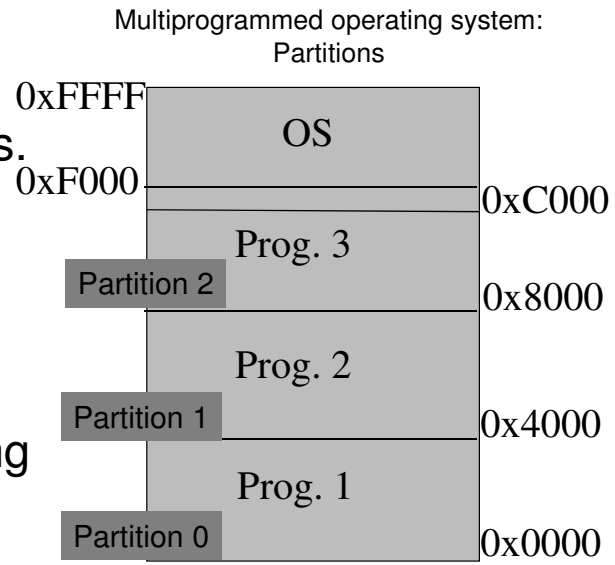 Multiprogrammed operating system:
Partitions
0xFFFF
OS
s.
0xF000
0xC000
Prog. 3
Partition 2
0x8000
Prog. 2
Partition 1
0x4000
ng
Prog. 1
Partition 0
0x0000